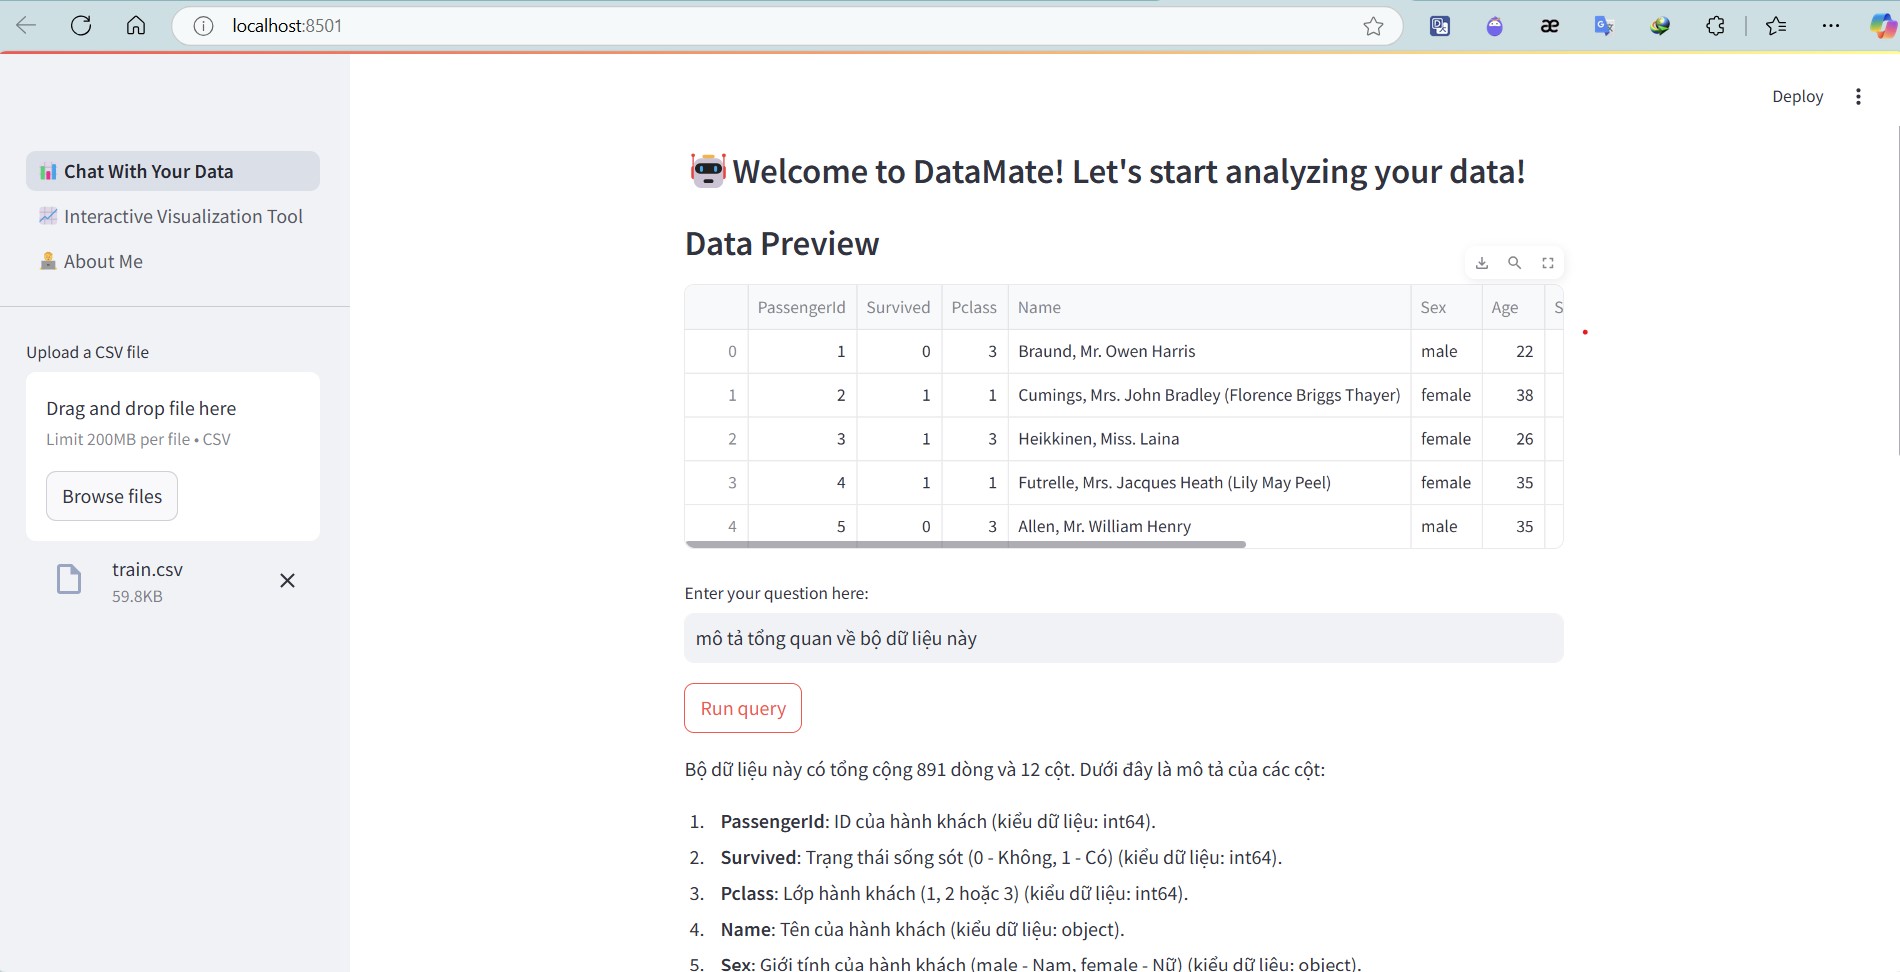 localhost:8501
Deploy
Chat With Your Data
Interactive Visualization Tool
About Me
Upload a CSV file
Drag and drop file here
Limit 200MB per file • CSV
Browse files
train.csv
59.8KB
Welcome to DataMate! Let's start analyzing your data!
Data Preview
PassengerId Survived Pclass Name Sex Age S
0 1 0 3 Braund, Mr. Owen Harris male 22
1 2 1 1 Cumings, Mrs. John Bradley (Florence Briggs Thayer) female 38
2 3 1 3 Heikkinen, Miss. Laina female 26
3 4 1 1 Futrelle, Mrs. Jacques Heath (Lily May Peel) female 35
4 5 0 3 Allen, Mr. William Henry male 35
Enter your question here:
mô tả tổng quan về bộ dữ liệu này
Run query
Bộ dữ liệu này có tổng cộng 891 dòng và 12 cột. Dưới đây là mô tả của các cột:
1. PassengerId: ID của hành khách (kiểu dữ liệu: int64).
2. Survived: Trạng thái sống sót (0 - Không, 1 - Có) (kiểu dữ liệu: int64).
3. Pclass: Lớp hành khách (1, 2 hoặc 3) (kiểu dữ liệu: int64).
4. Name: Tên của hành khách (kiểu dữ liệu: object).
5. Sex: Giới tính của hành khách (male - Nam, female - Nữ) (kiểu dữ liệu: object).